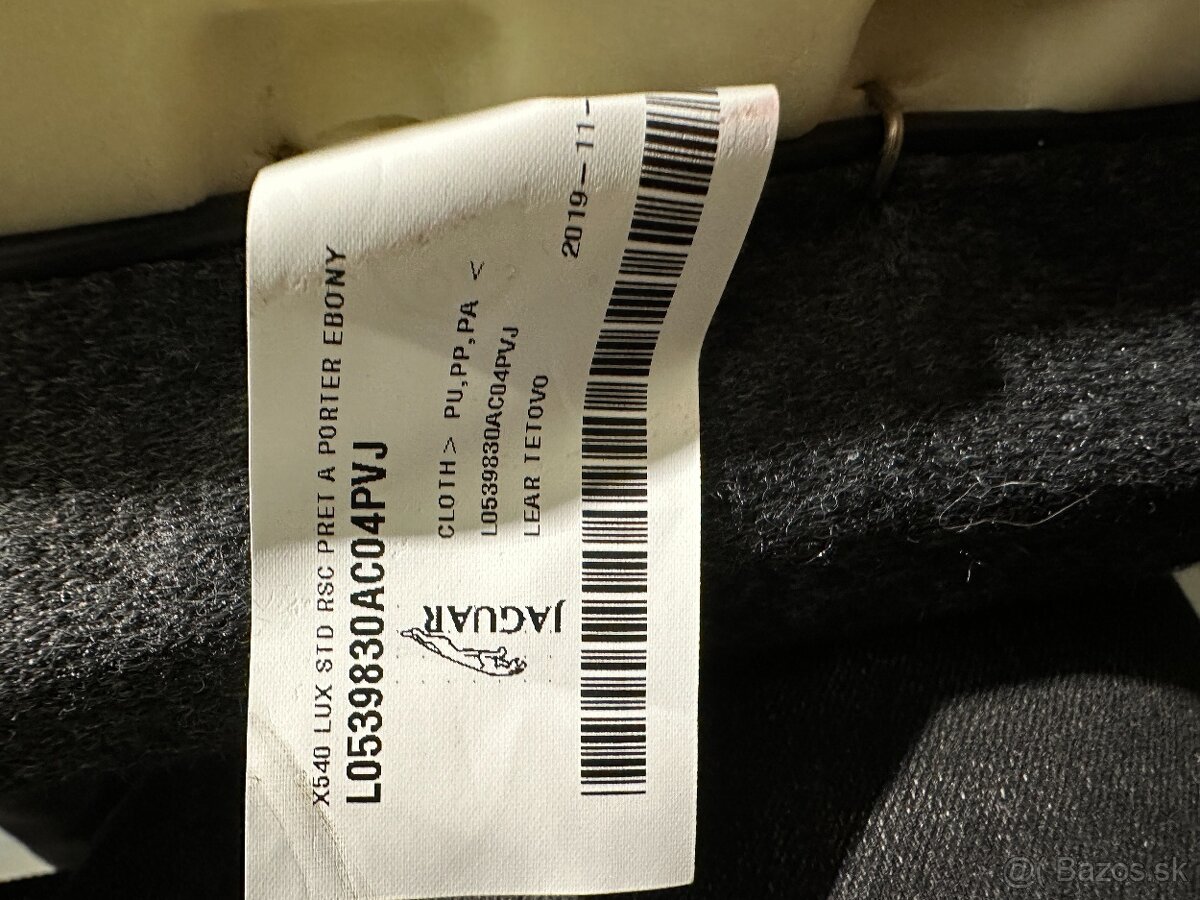 X540 LUX STD RSC PRET A PORTER EBONY
L0539830AC04PVJ
CLOTH> PU,PP,PA <
L0539830AC04PVJ
LEAR TETOVO
2019-11-
JAGUAR
@r Bazos.sk